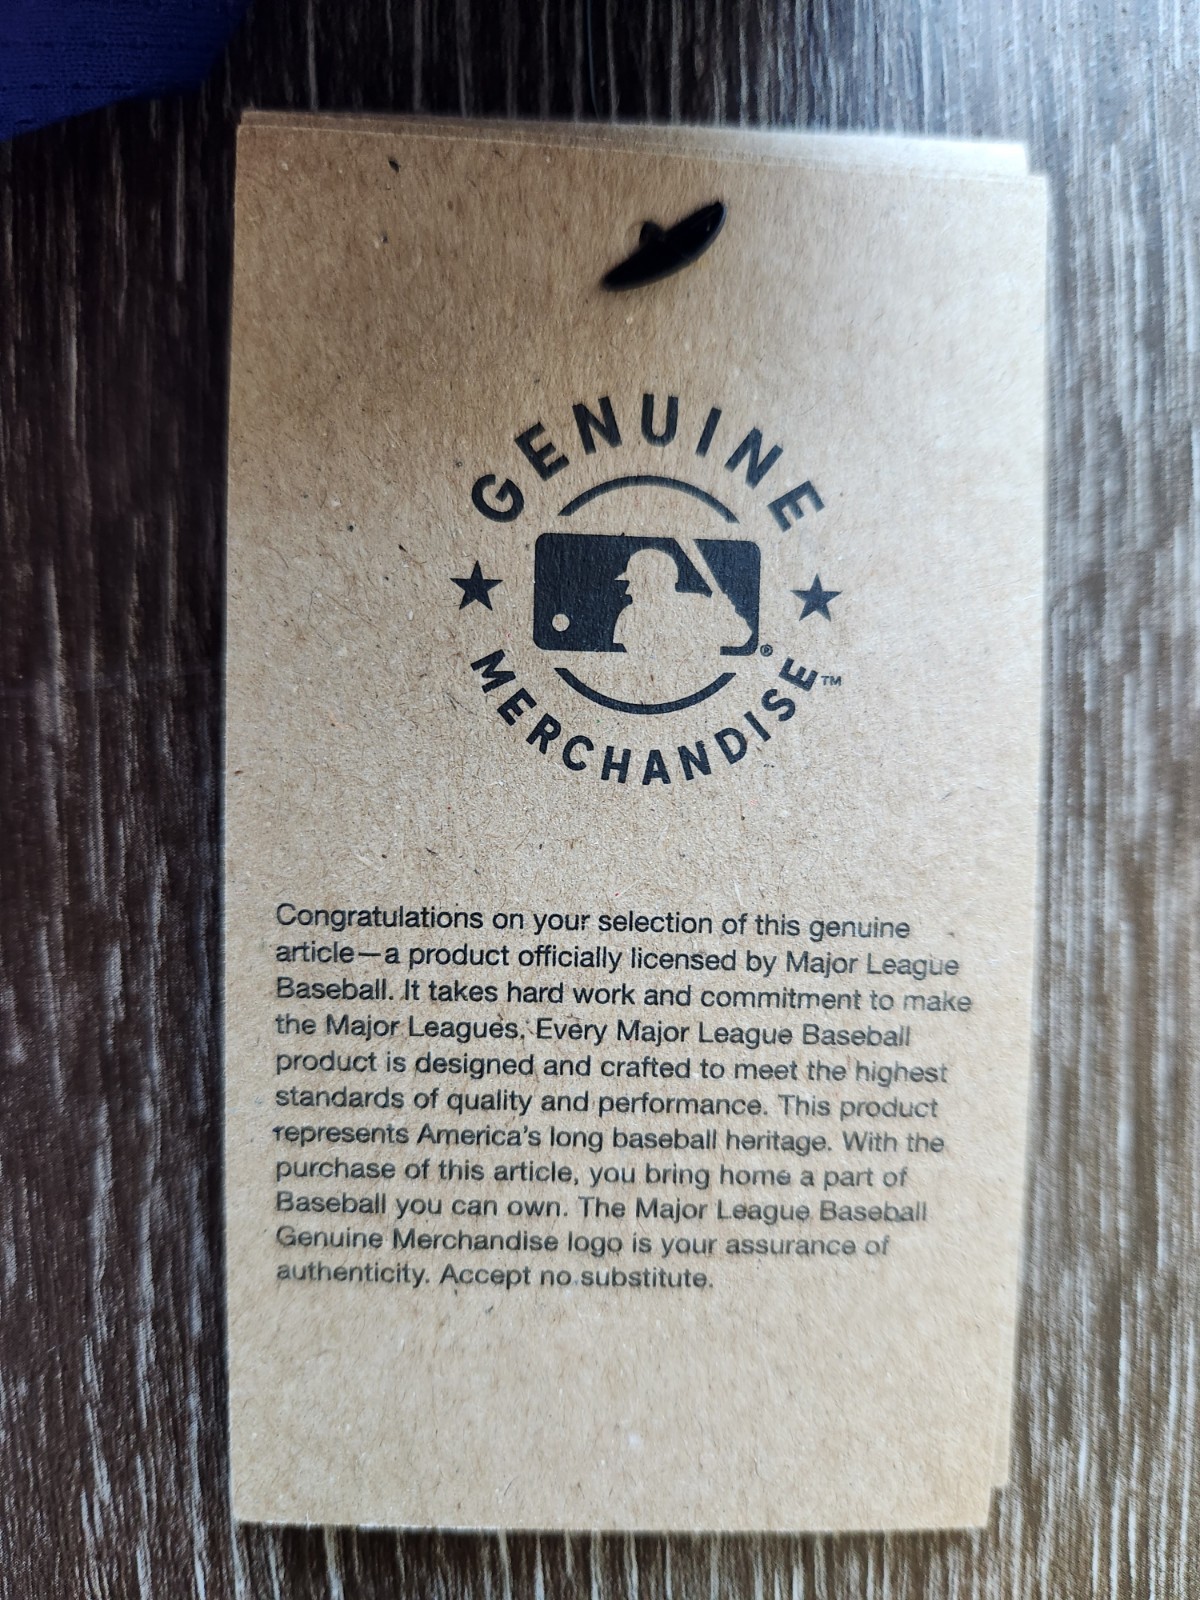 GENUINE
MERCHANDISE™
®
Congratulations on your selection of this genuine
article—a product officially licensed by Major League
Baseball. It takes hard work and commitment to make
the Major Leagues. Every Major League Baseball
product is designed and crafted to meet the highest
standards of quality and performance. This product
represents America's long baseball heritage. With the
purchase of this article, you bring home a part of
Baseball you can own. The Major League Baseball
Genuine Merchandise logo is your assurance of
authenticity. Accept no substitute.